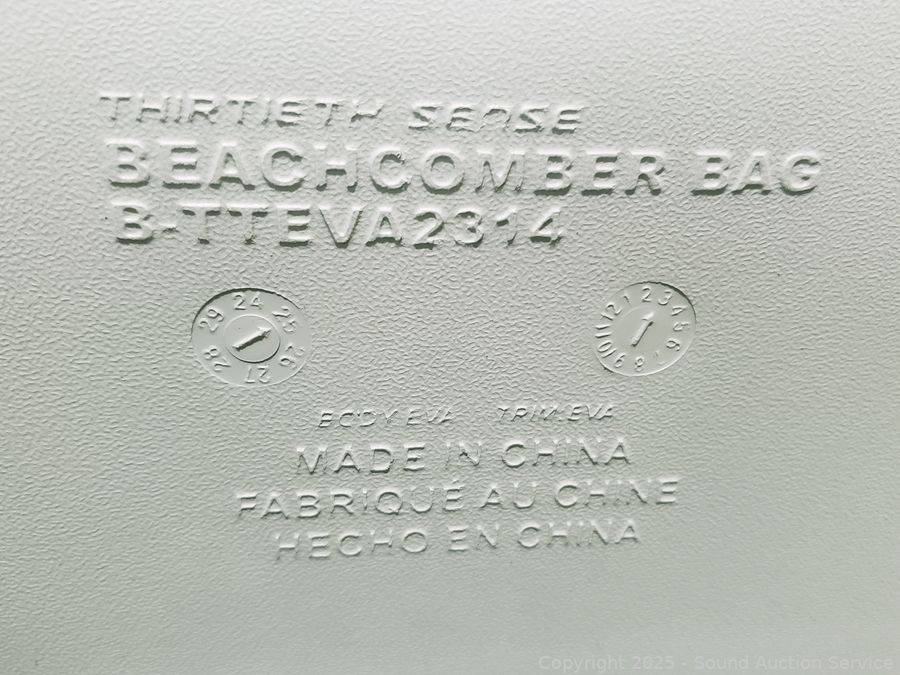 THIRTIETH SENSE
BEACHCOMBER BAG
B-TTEVA2314
24 25 26 27 28 29
1 2 3 4 5 6 7 8 9 10 11 12
BODY EVA TRIM:EVA
MADE IN CHINA
FABRIQUÉ AU CHINE
HECHO EN CHINA
Copyright 2025 - Sound Auction Service